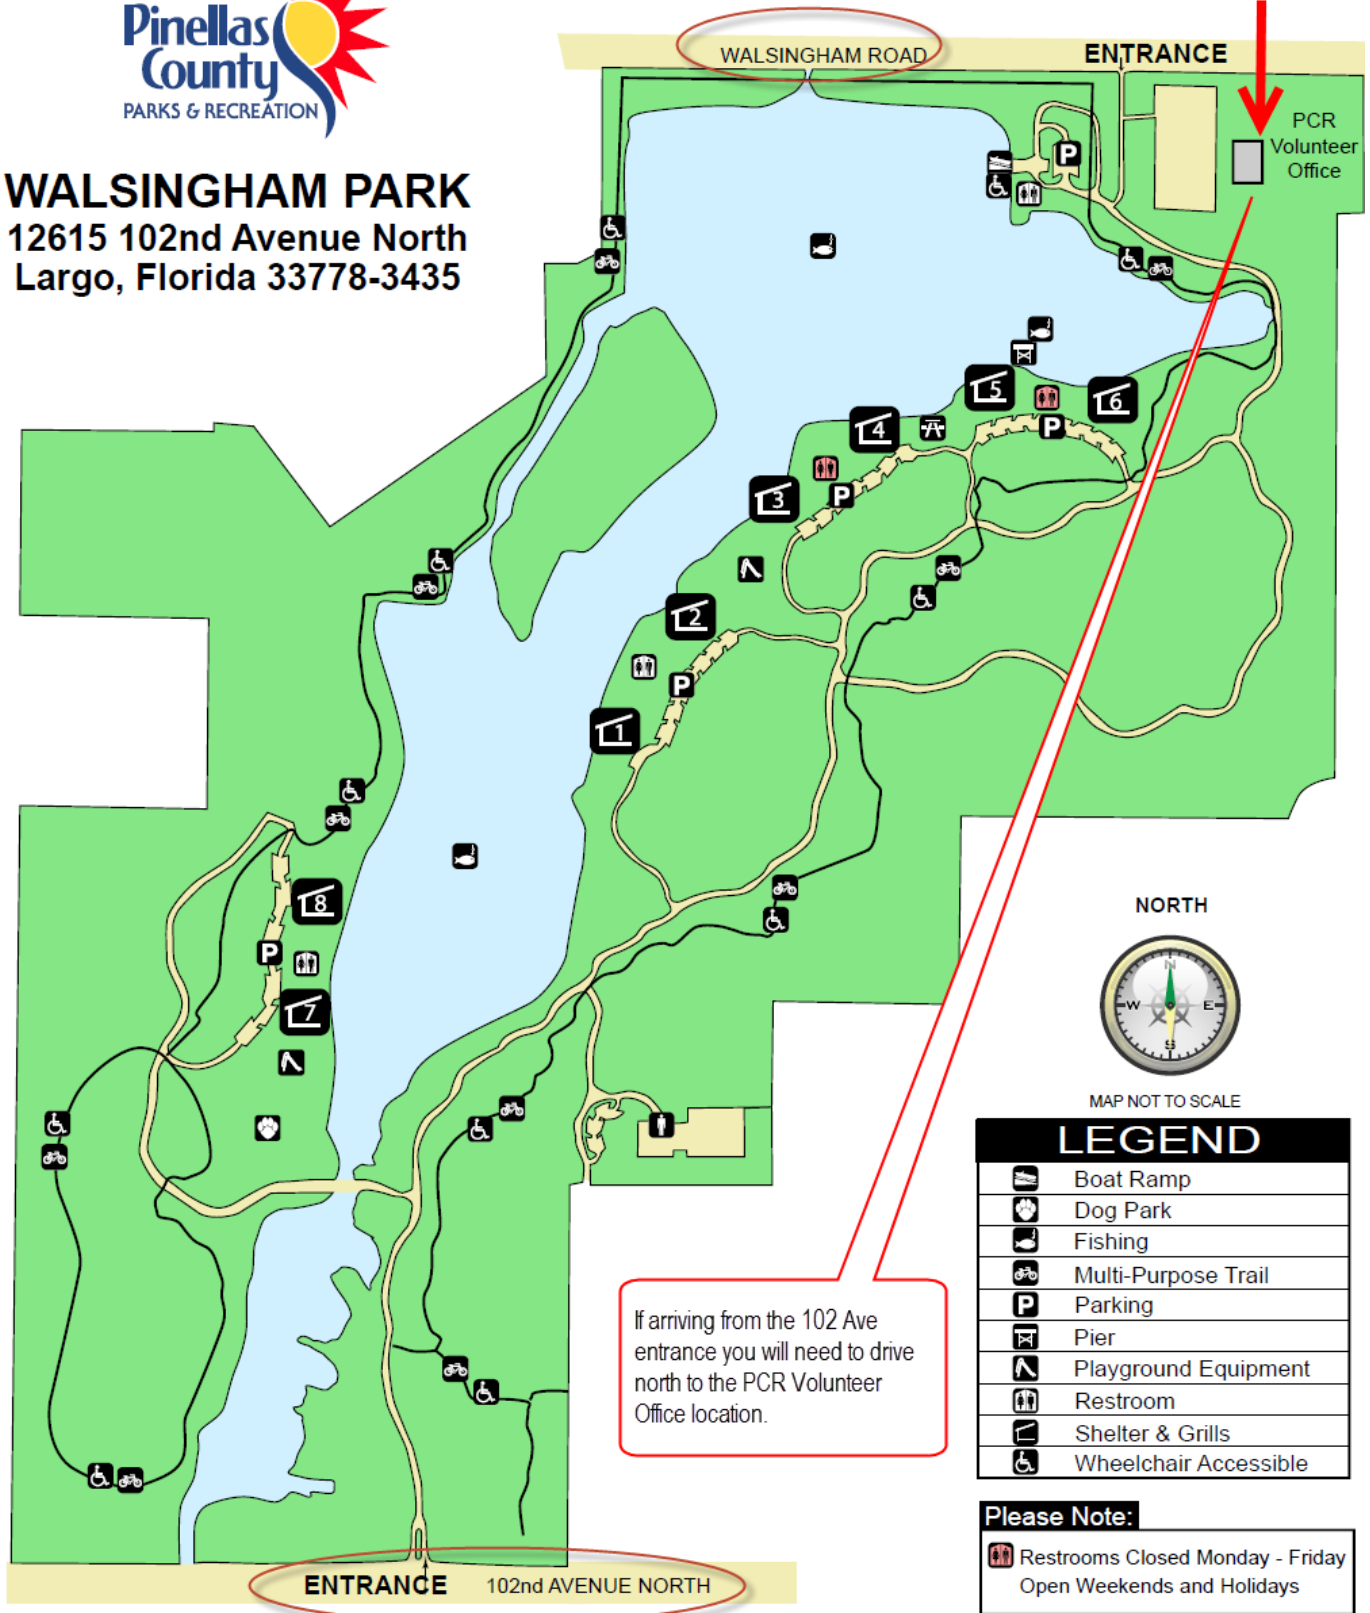 Pinellas
County
PARKS & RECREATION
WALSINGHAM PARK
12615 102nd Avenue North
Largo, Florida 33778-3435
WALSINGHAM ROAD
ENTRANCE
PCR
Volunteer
Office
P
5
6
4
P
3
P
2
P
1
8
P
7
NORTH
N
W
E
S
MAP NOT TO SCALE
LEGEND
Boat Ramp
Dog Park
Fishing
Multi-Purpose Trail
P Parking
Pier
Playground Equipment
Restroom
Shelter & Grills
Wheelchair Accessible
If arriving from the 102 Ave
entrance you will need to drive
north to the PCR Volunteer
Office location.
Please Note:
Restrooms Closed Monday - Friday
Open Weekends and Holidays
ENTRANCE
102nd AVENUE NORTH